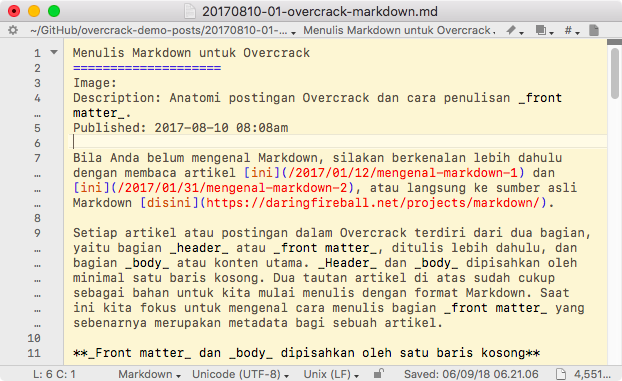 20170810-01-overcrack-markdown.md
~/GitHub/overcrack-demo-posts/20170810-01-... Menulis Markdown untuk Overcrack #
1 Menulis Markdown untuk Overcrack
2 =====================
3 Image:
4 Description: Anatomi postingan Overcrack dan cara penulisan _front
… matter_.
5 Published: 2017-08-10 08:08am
6
7 Bila Anda belum mengenal Markdown, silakan berkenalan lebih dahulu
… dengan membaca artikel [ini](/2017/01/12/mengenal-markdown-1) dan
… [ini](/2017/01/31/mengenal-markdown-2), atau langsung ke sumber asli
… Markdown [disini](https://daringfireball.net/projects/markdown/).
8
9 Setiap artikel atau postingan dalam Overcrack terdiri dari dua bagian,
… yaitu bagian _header_ atau _front matter_, ditulis lebih dahulu, dan
… bagian _body_ atau konten utama. _Header_ dan _body_ dipisahkan oleh
… minimal satu baris kosong. Dua tautan artikel di atas sudah cukup
… sebagai bahan untuk kita mulai menulis dengan format Markdown. Saat
… ini kita fokus untuk mengenal cara menulis bagian _front matter_ yang
… sebenarnya merupakan metadata bagi sebuah artikel.
10
11 **_Front matter_ dan _body_ dipisahkan oleh satu baris kosong**
L: 6 C: 1 Markdown Unicode (UTF-8) Unix (LF) Saved: 06/09/18 06.21.06 4,551...